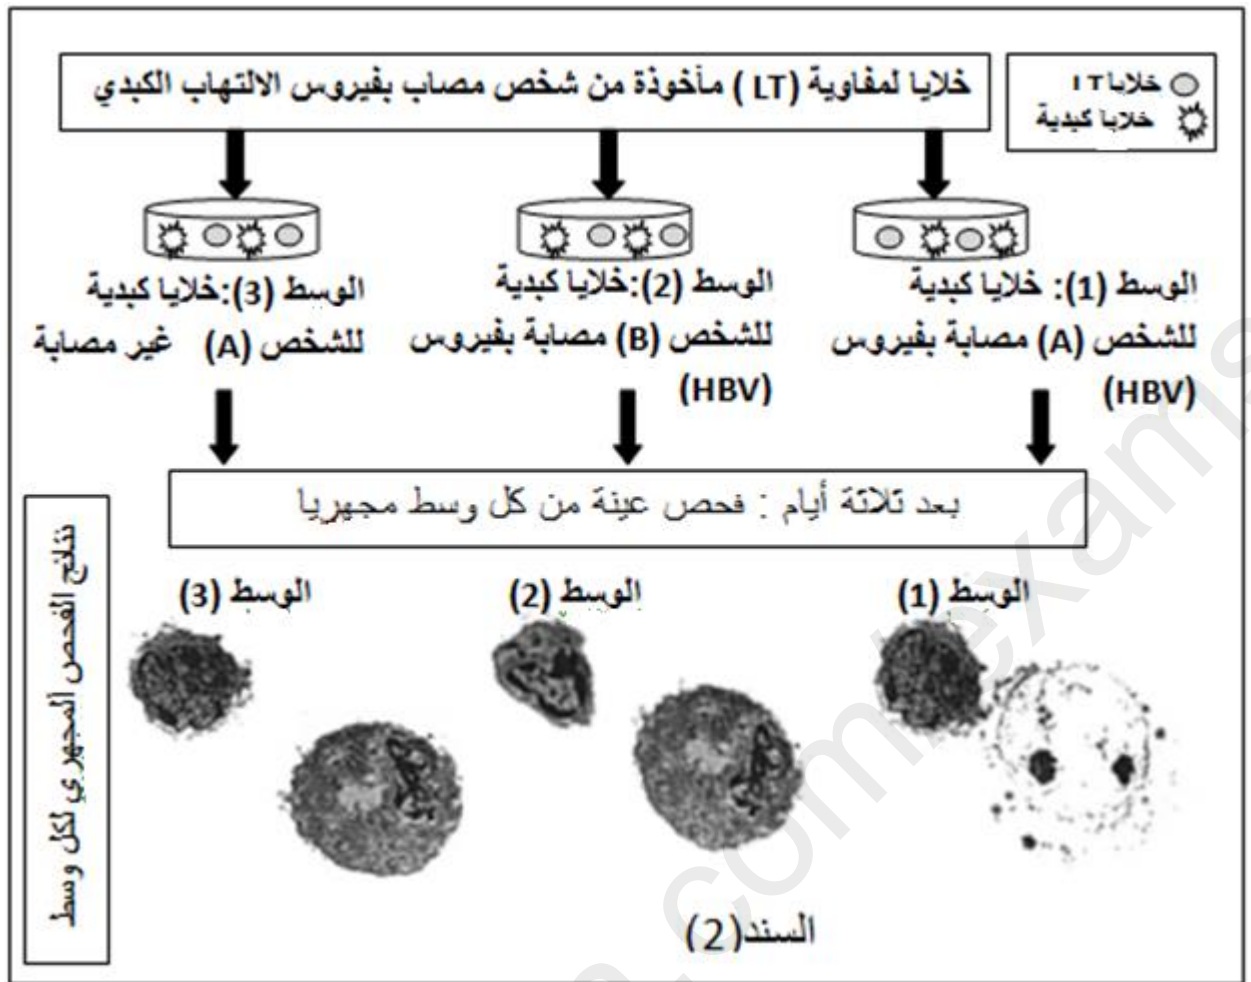 خلايا لمفاوية (LT) مأخوذة من شخص مصاب بفيروس الالتهاب الكبدي
خلايا LT
خلايا كبدية
الوسط (1): خلايا كبدية
للشخص (A) مصابة بفيروس
(HBV)
الوسط (2): خلايا كبدية
للشخص (B) مصابة بفيروس
(HBV)
الوسط (3): خلايا كبدية
للشخص (A) غير مصابة
بعد ثلاثة أيام : فحص عينة من كل وسط مجهريا
نتائج الفحص المجهري لكل وسط
الوسط (1)
الوسط (2)
الوسط (3)
السند (2)